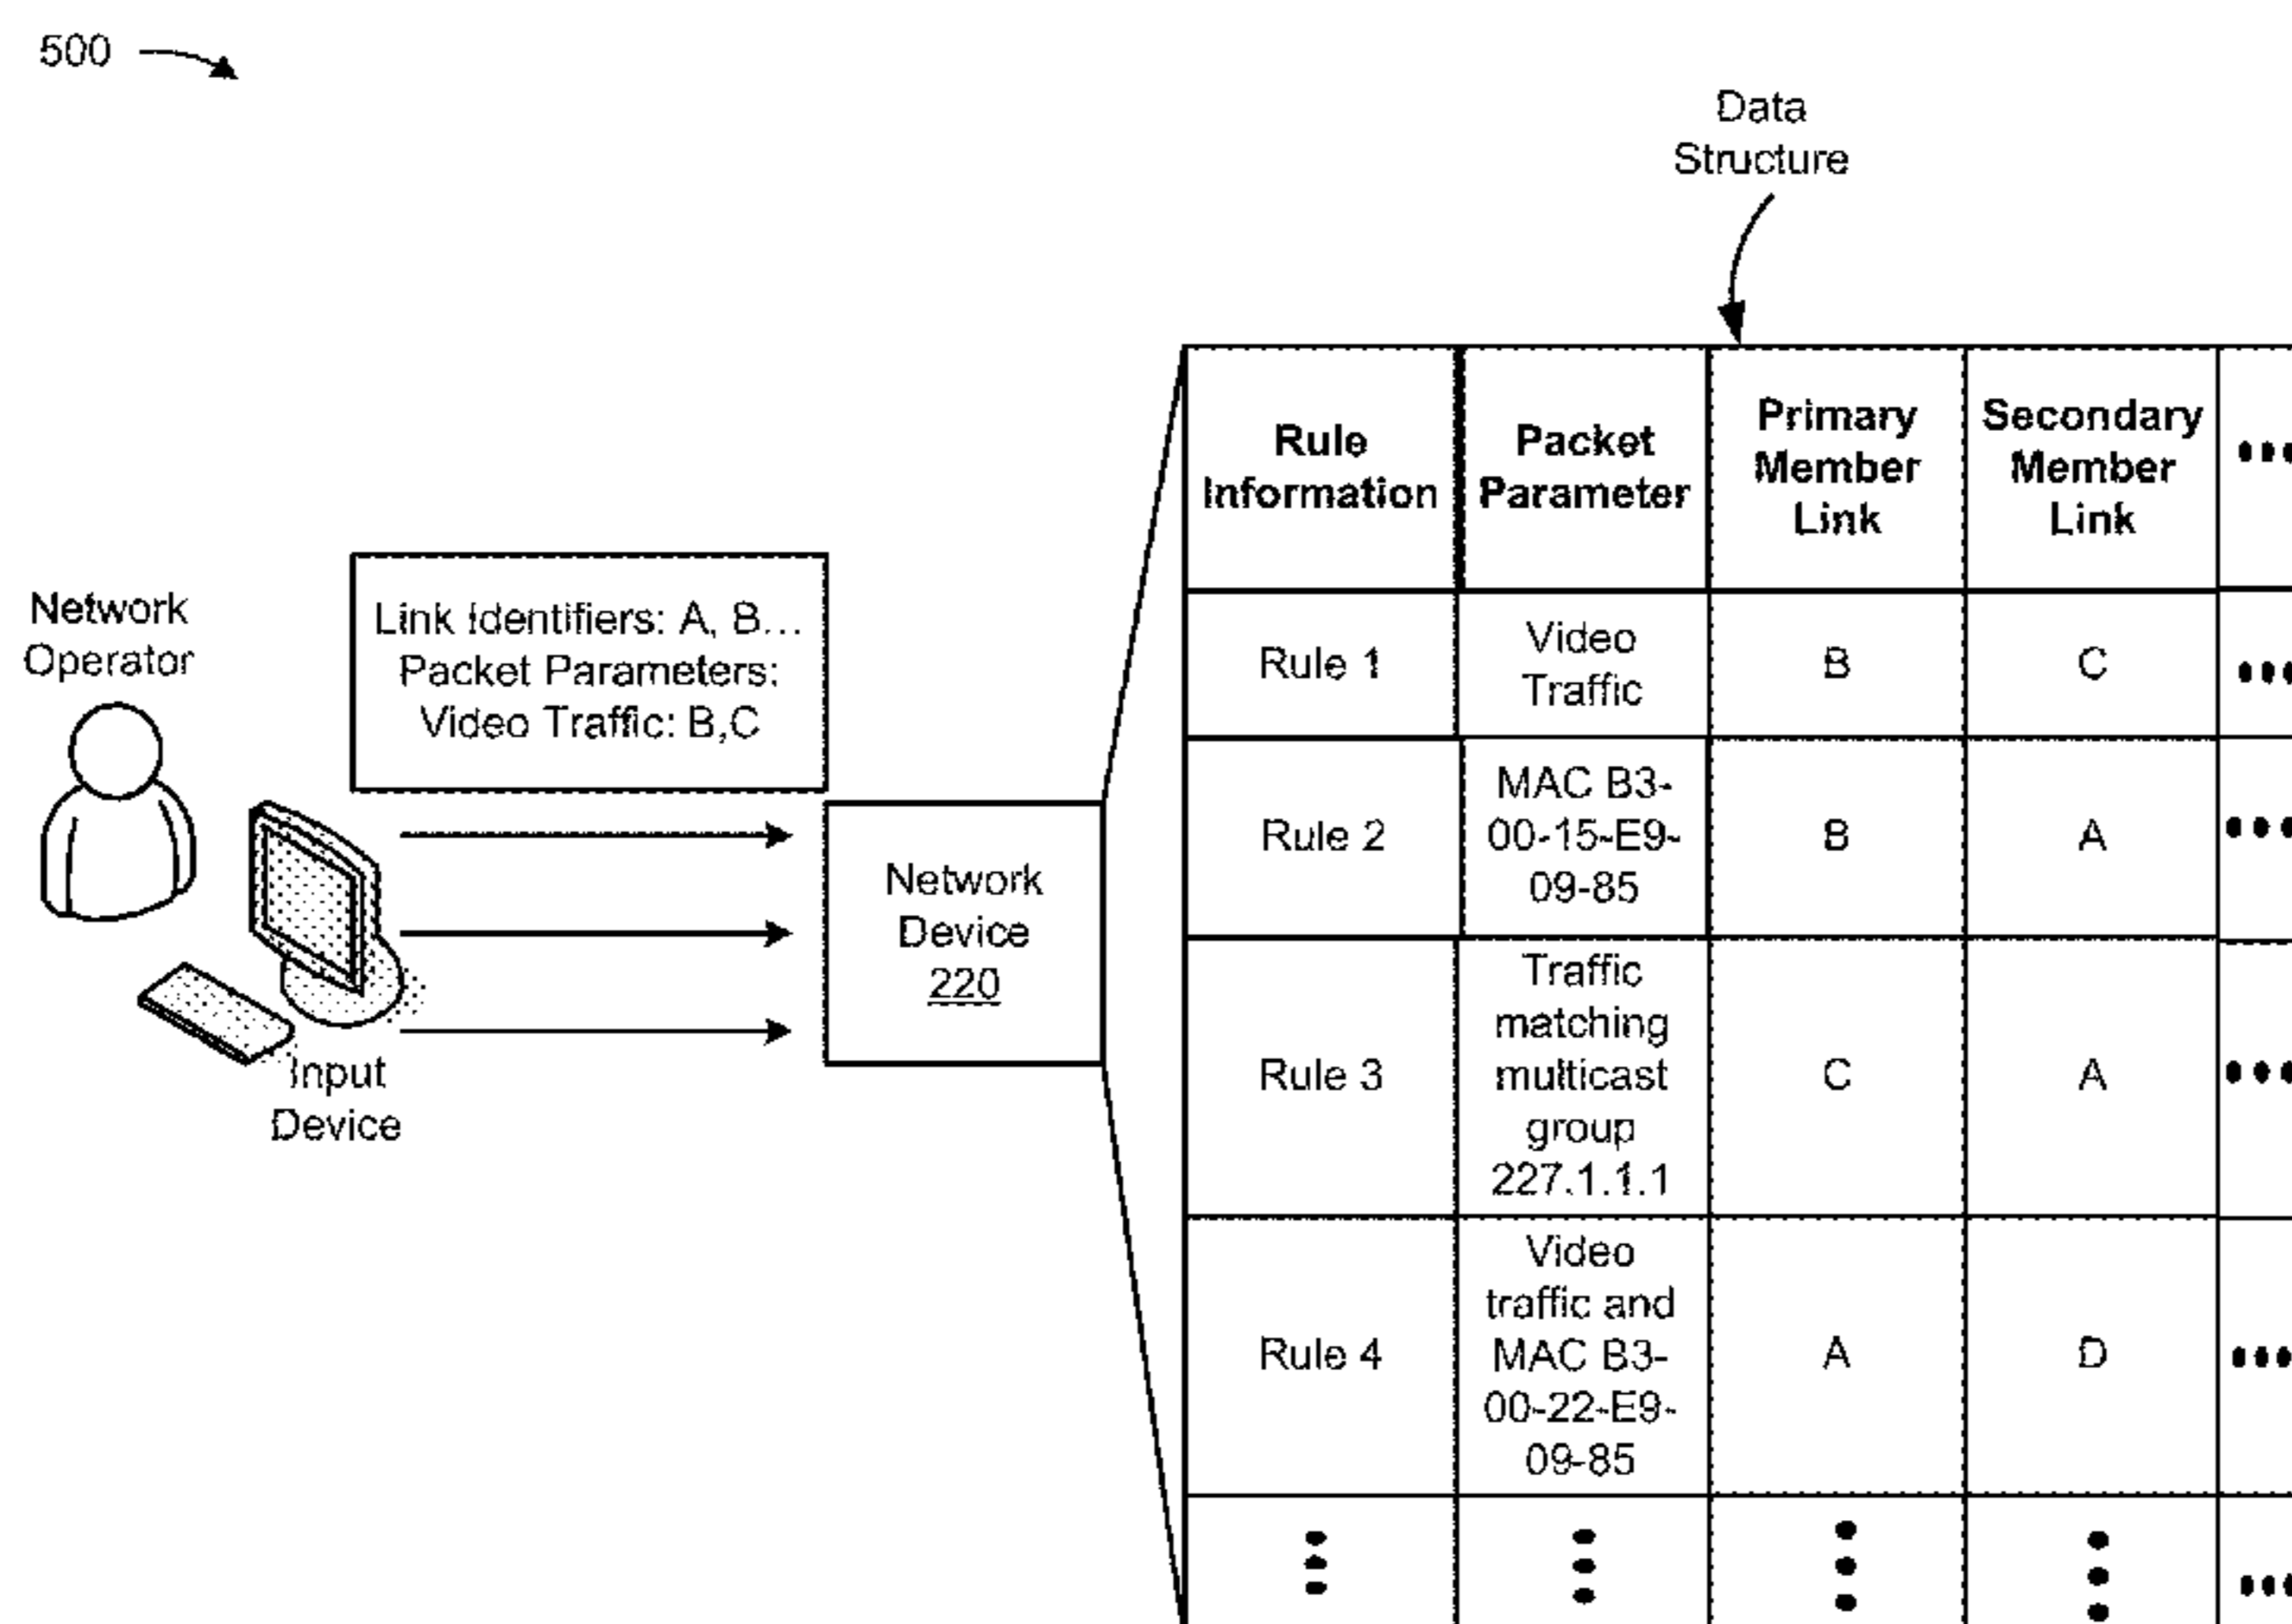 500
Data
Structure
Rule
Information
Packet
Parameter
Primary
Member
Link
Secondary
Member
Link
•••
Network
Operator
Link Identifiers: A, B...
Packet Parameters:
Video Traffic: B,C
Input
Device
Network
Device
220
Rule 1
Video
Traffic
B
C
•••
Rule 2
MAC B3-
00-15-E9-
09-85
B
A
•••
Rule 3
Traffic
matching
multicast
group
227.1.1.1
C
A
•••
Rule 4
Video
traffic and
MAC B3-
00-22-E9-
09-85
A
D
•••